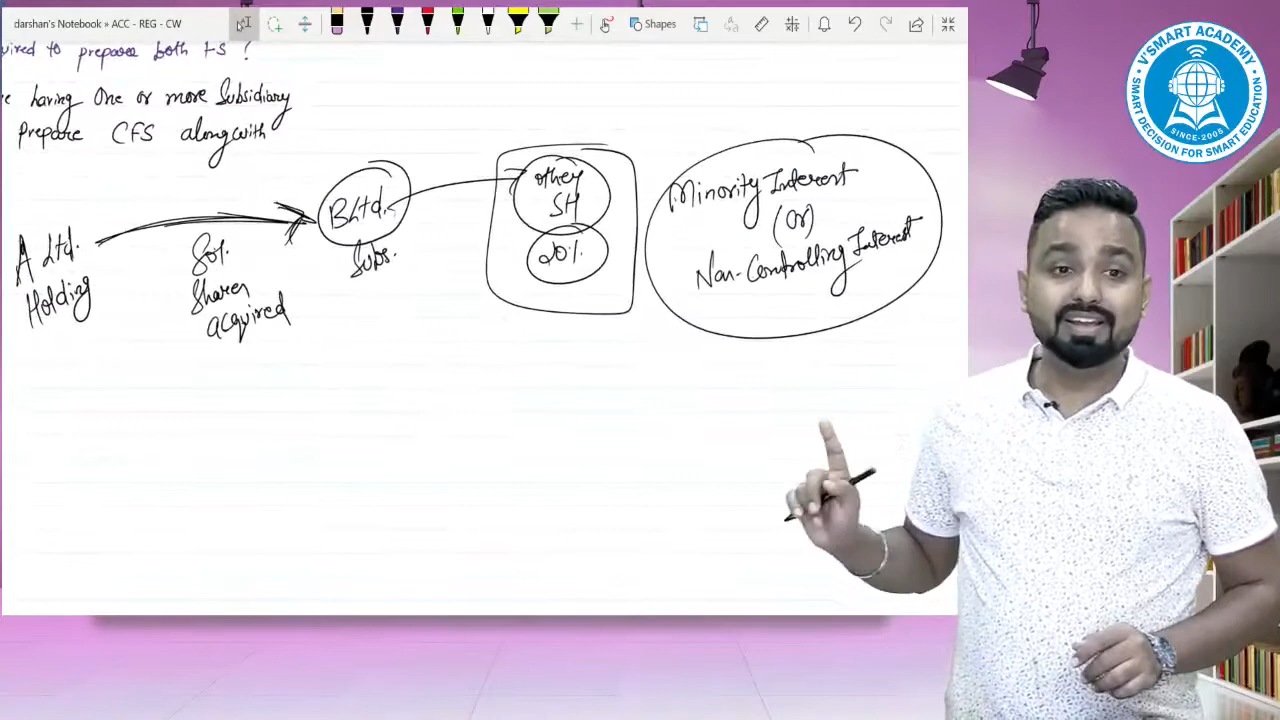 darshan's Notebook » ACC - REG - CW
Shapes
uired to prepare both FS ?
re having One or more Subsidiary
prepare CFS alongwith
A Ltd.
Holding
80%
Shares
acquired
B Ltd.
Subs.
other
SH
20%
Minority Interest
(OR)
Non-Controlling Interest
V'SMART ACADEMY
SINCE-2005
SMART DECISION FOR SMART EDUCATION